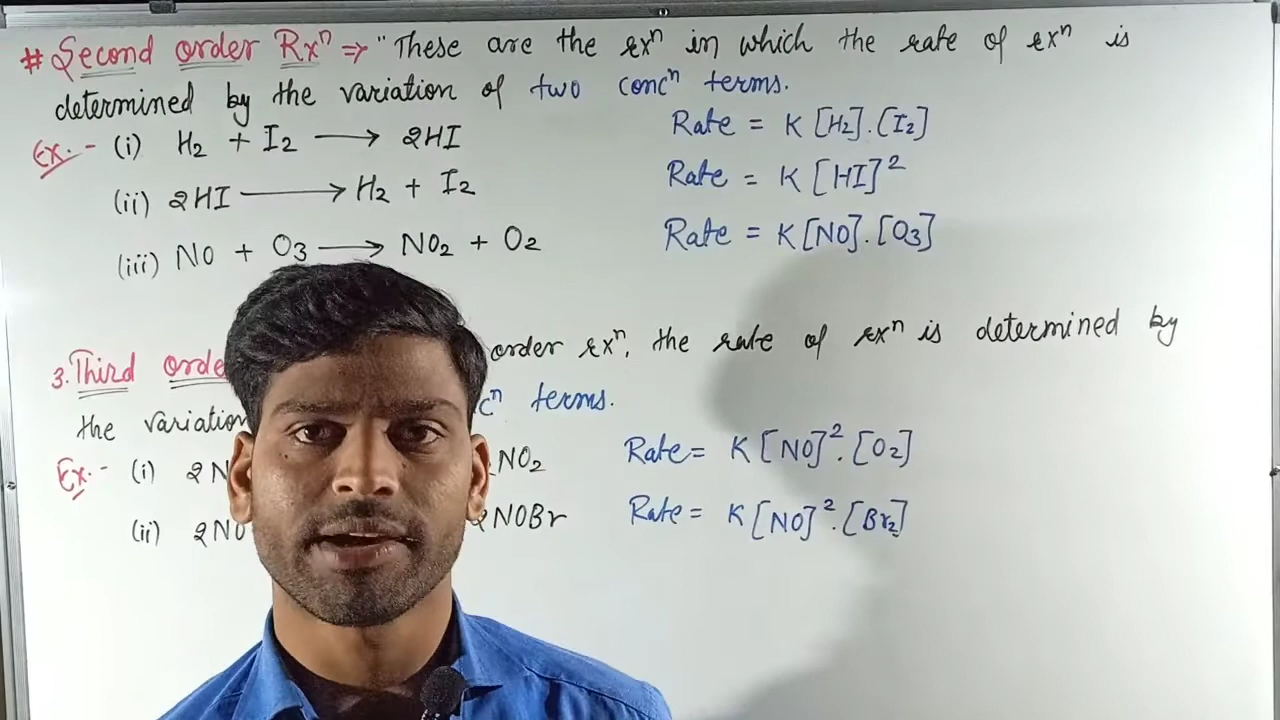 # Second order Rxⁿ ⇒ "These are the rxⁿ in which the rate of rxⁿ is
determined by the variation of two concⁿ terms.
Ex:- (i) H₂ + I₂ ⟶ 2HI Rate = K [H₂].[I₂]
(ii) 2HI ⟶ H₂ + I₂ Rate = K [HI]²
(iii) NO + O₃ ⟶ NO₂ + O₂ Rate = K [NO].[O₃]
3. Third order rxⁿ, the rate of rxⁿ is determined by
the variation terms.
Ex:- (i) NO₂ Rate = K [NO]².[O₂]
(ii) 2NO 2NOBr Rate = K [NO]².[Br₂]